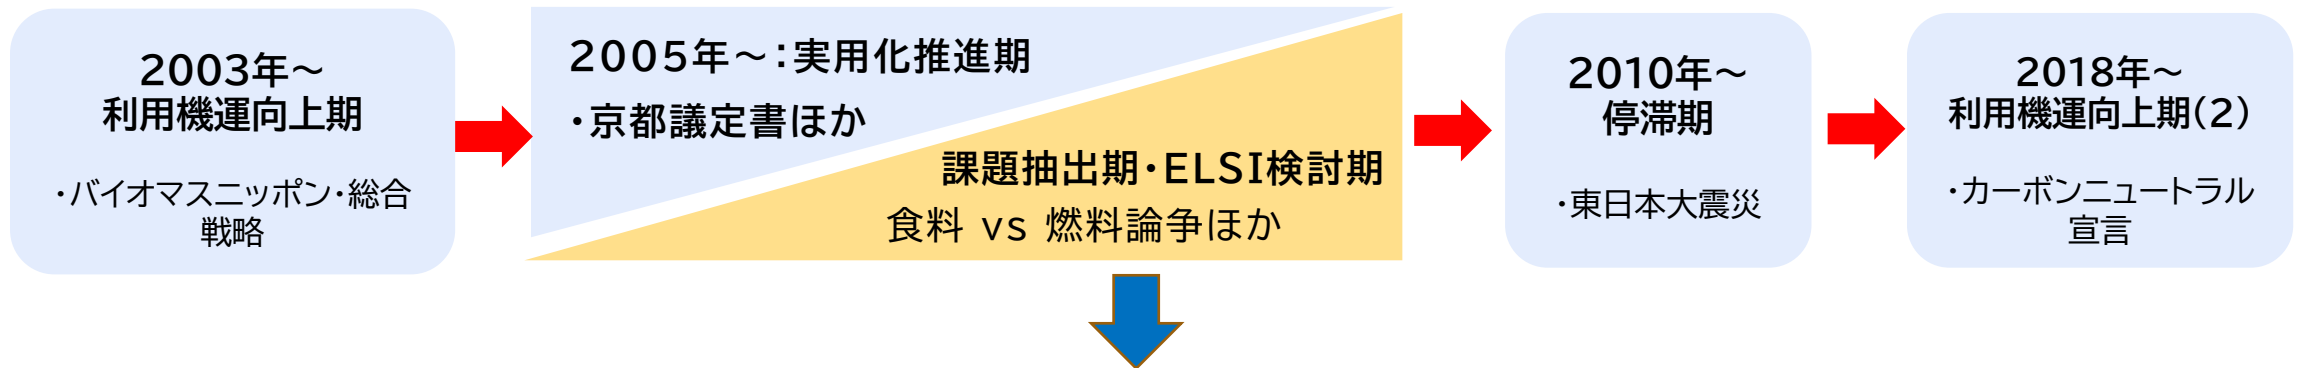 2003年～
利用機運向上期
・バイオマスニッポン・総合
戦略
2005年～：実用化推進期
・京都議定書ほか
課題抽出期・ELSI検討期
食料 vs 燃料論争ほか
2010年～
停滞期
・東日本大震災
2018年～
利用機運向上期(2)
・カーボンニュートラル
宣言